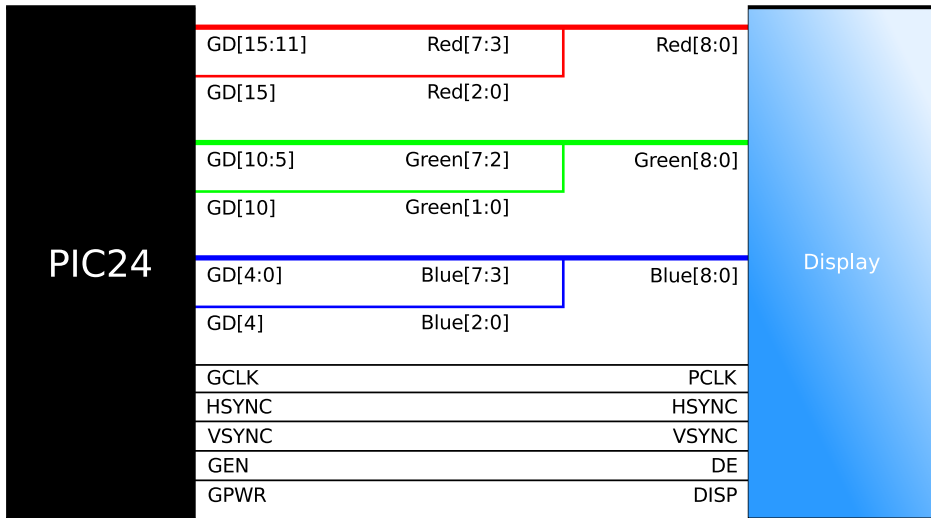 GD[15:11] Red[7:3] Red[8:0]
GD[15] Red[2:0]
GD[10:5] Green[7:2] Green[8:0]
GD[10] Green[1:0]
PIC24
Display
GD[4:0] Blue[7:3] Blue[8:0]
GD[4] Blue[2:0]
GCLK PCLK
HSYNC HSYNC
VSYNC VSYNC
GEN DE
GPWR DISP